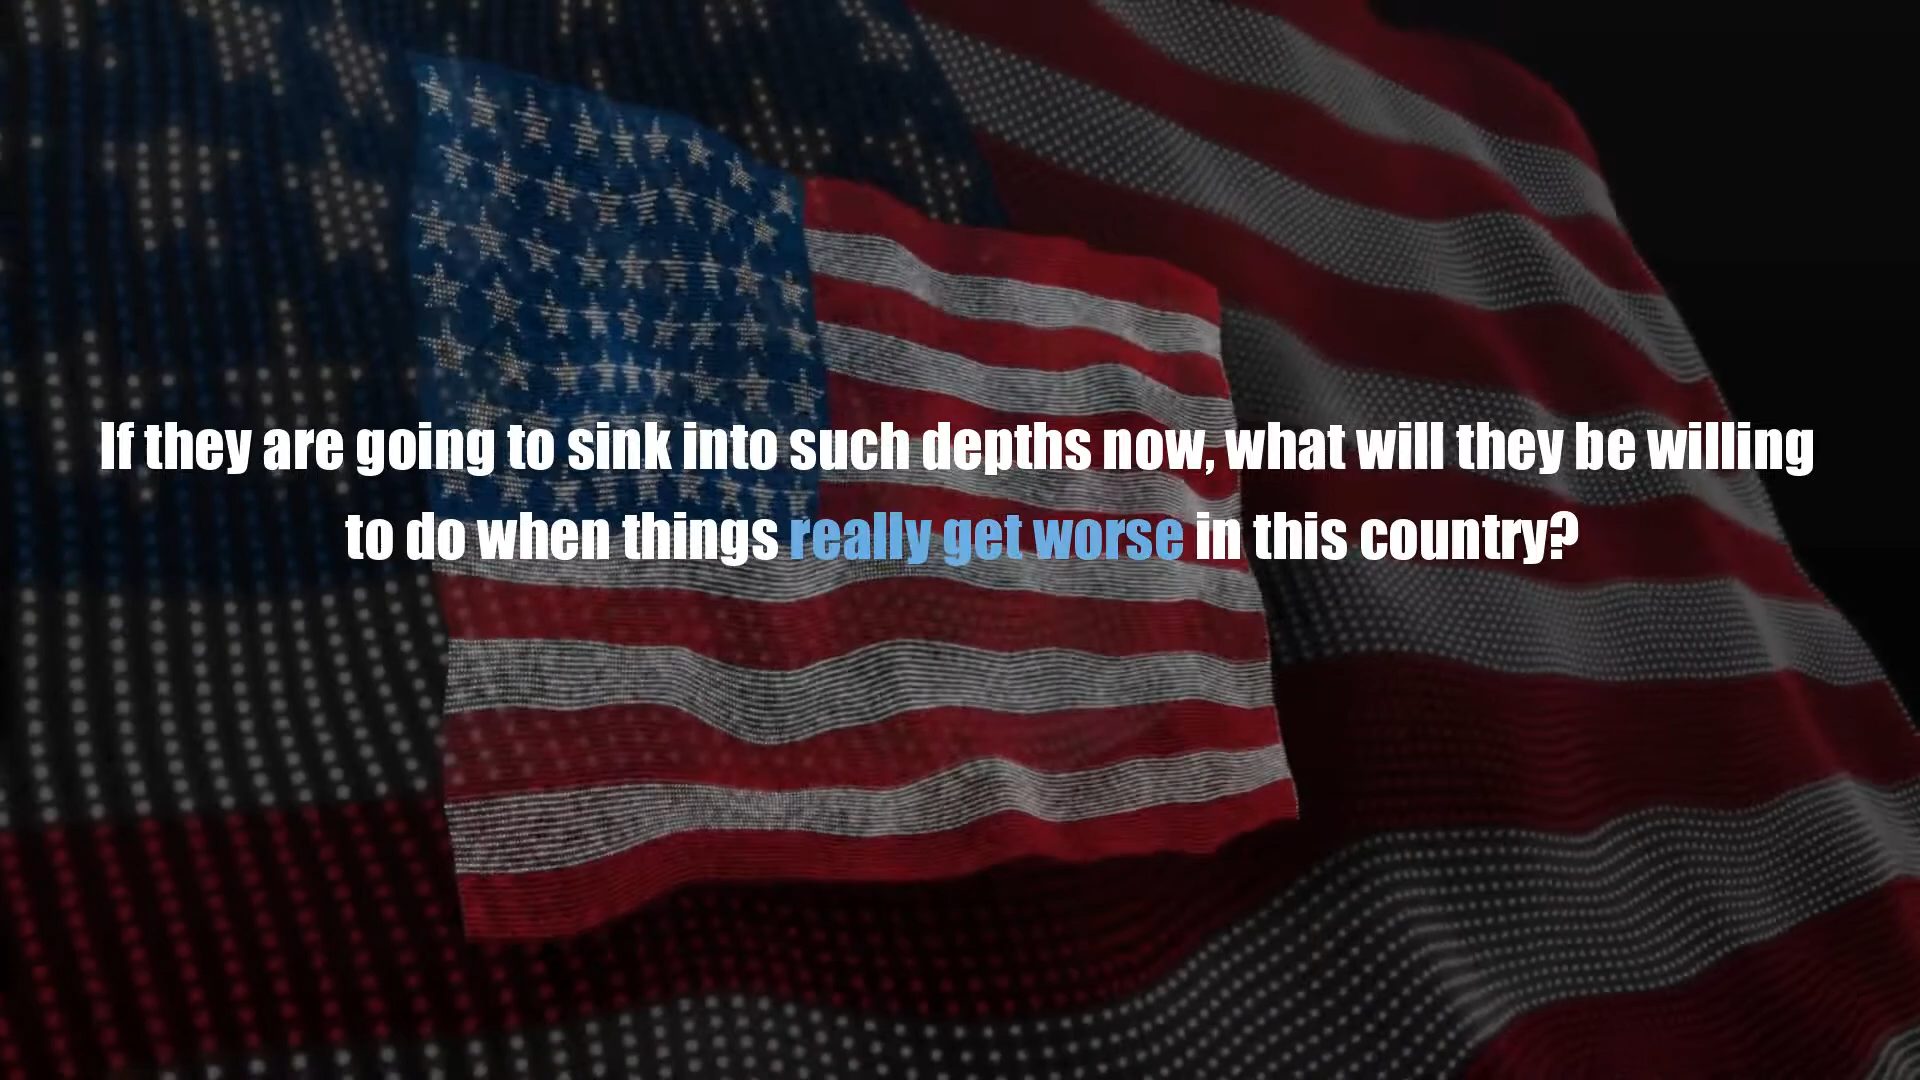 If they are going to sink into such depths now, what will they be willing
to do when things really get worse in this country?